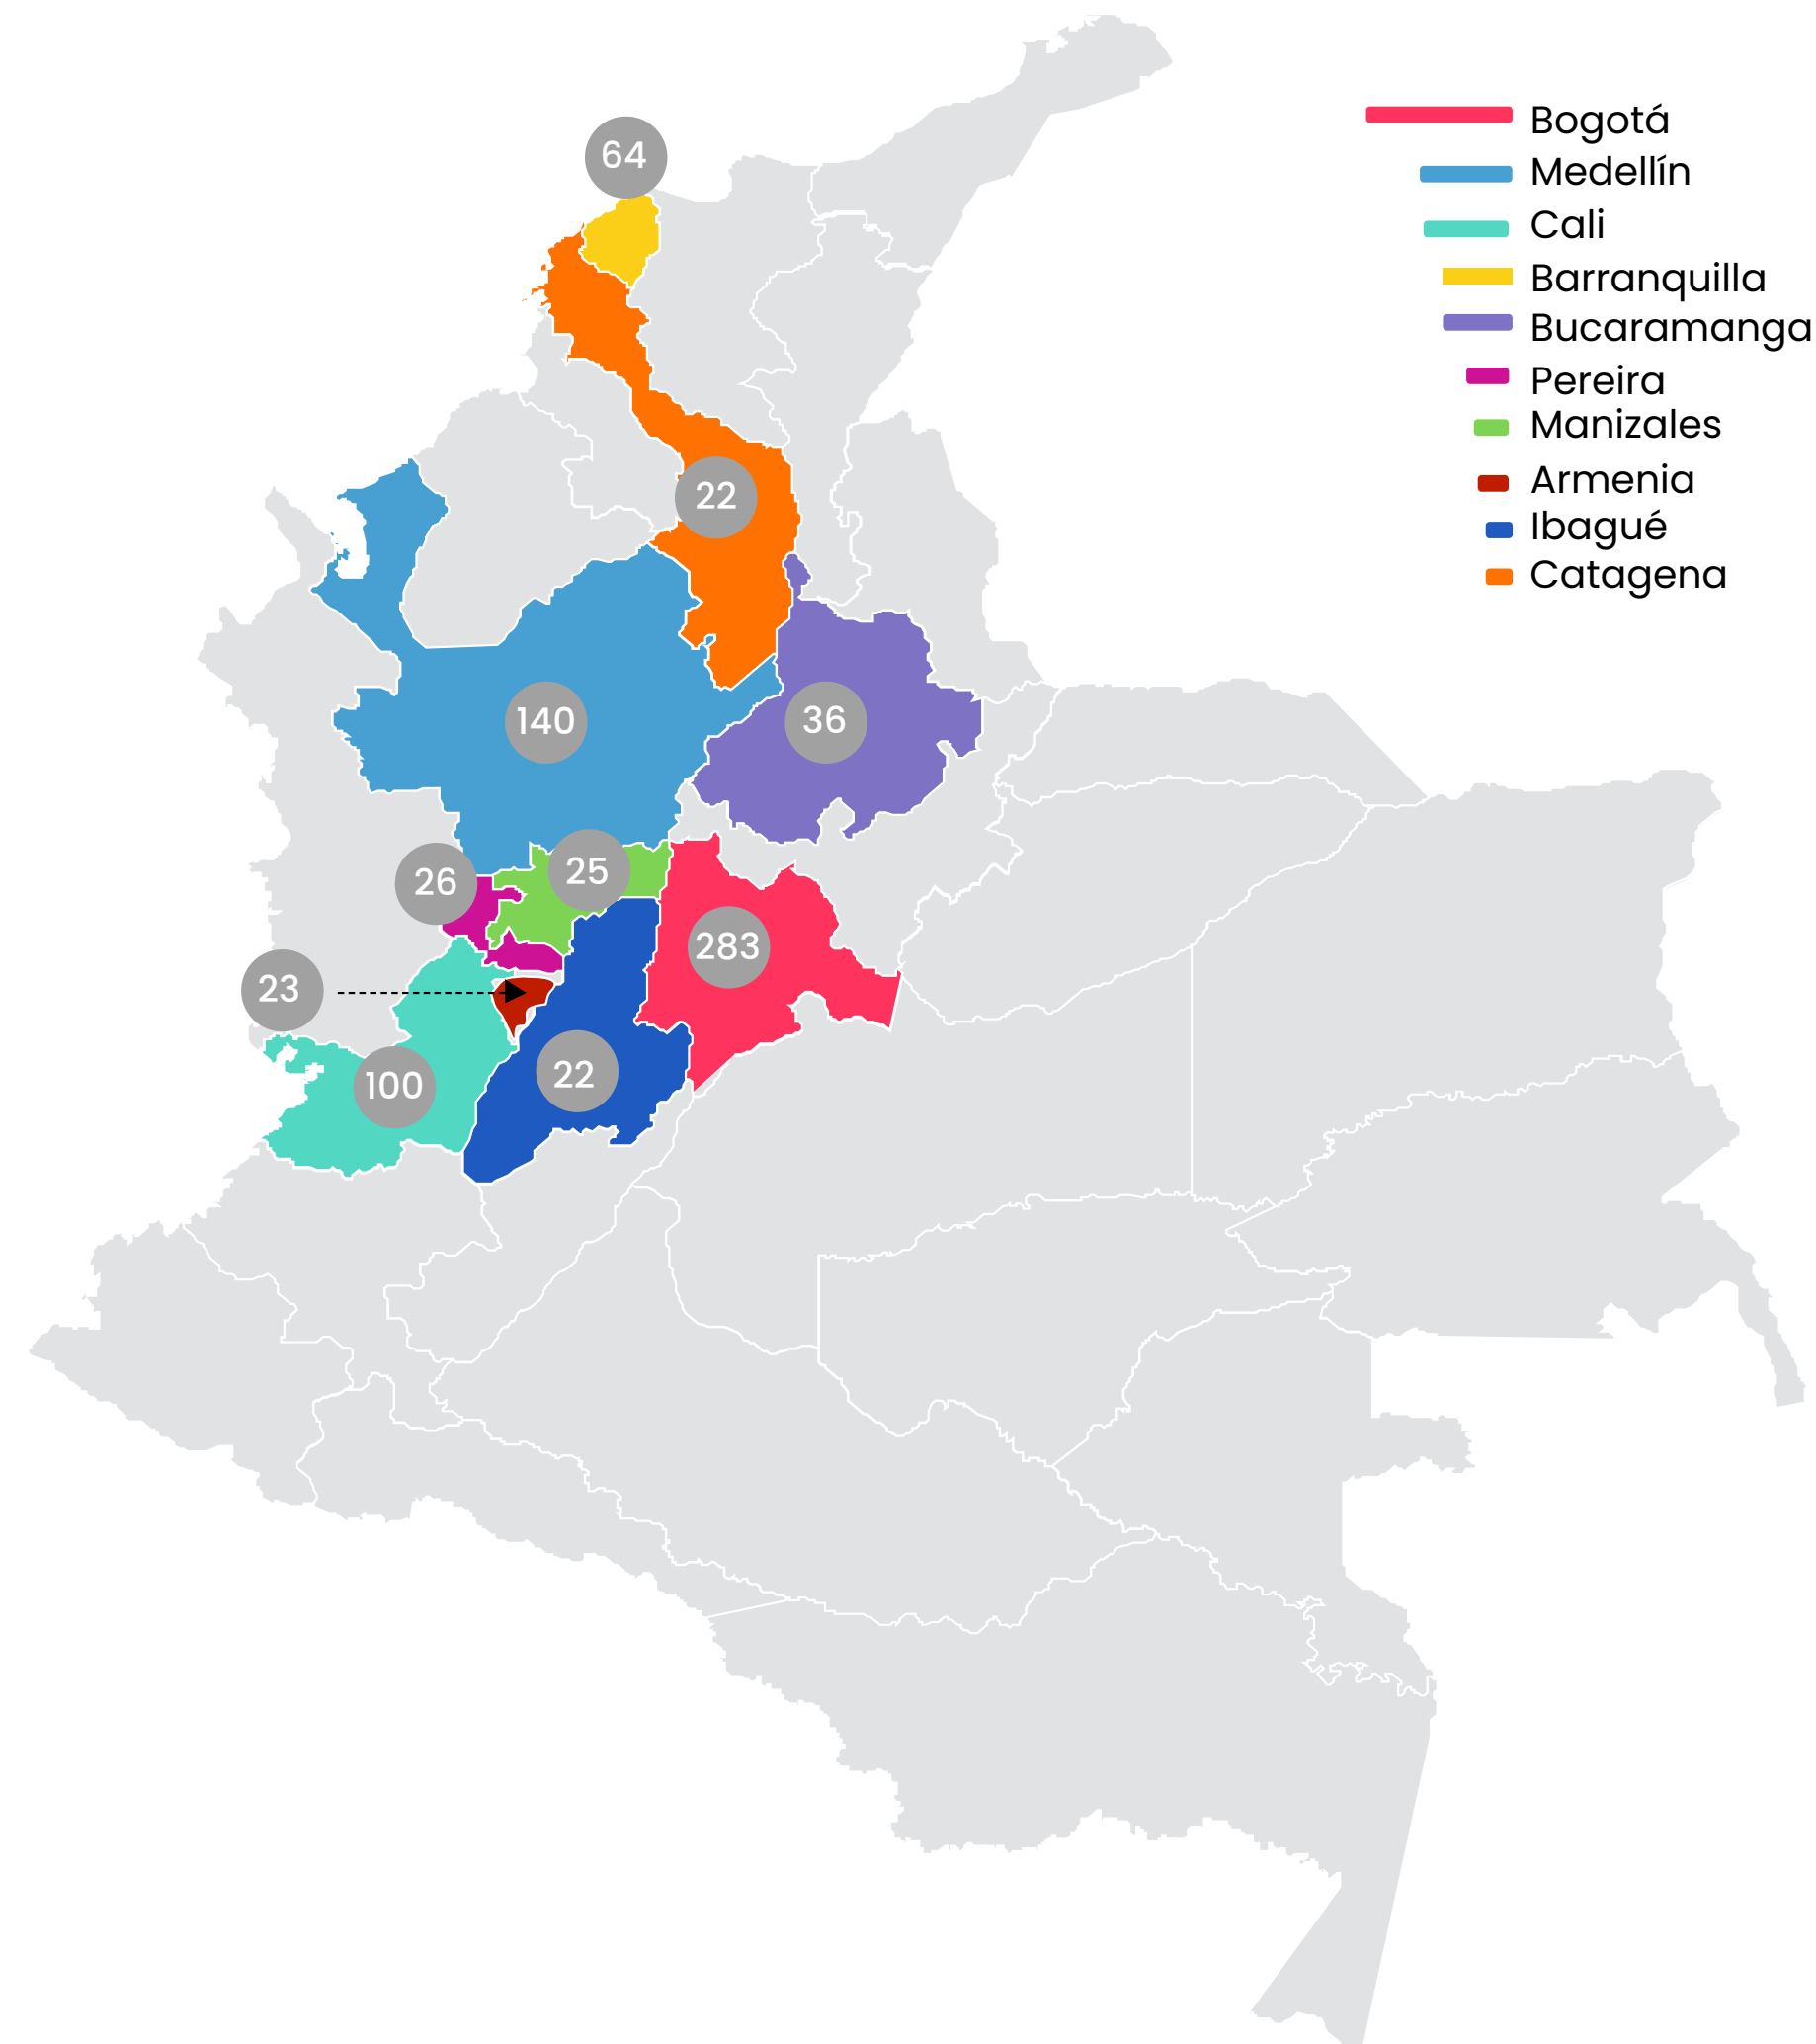 64
22
140
36
26
25
283
23
100
22
Bogotá
Medellín
Cali
Barranquilla
Bucaramanga
Pereira
Manizales
Armenia
Ibagué
Catagena